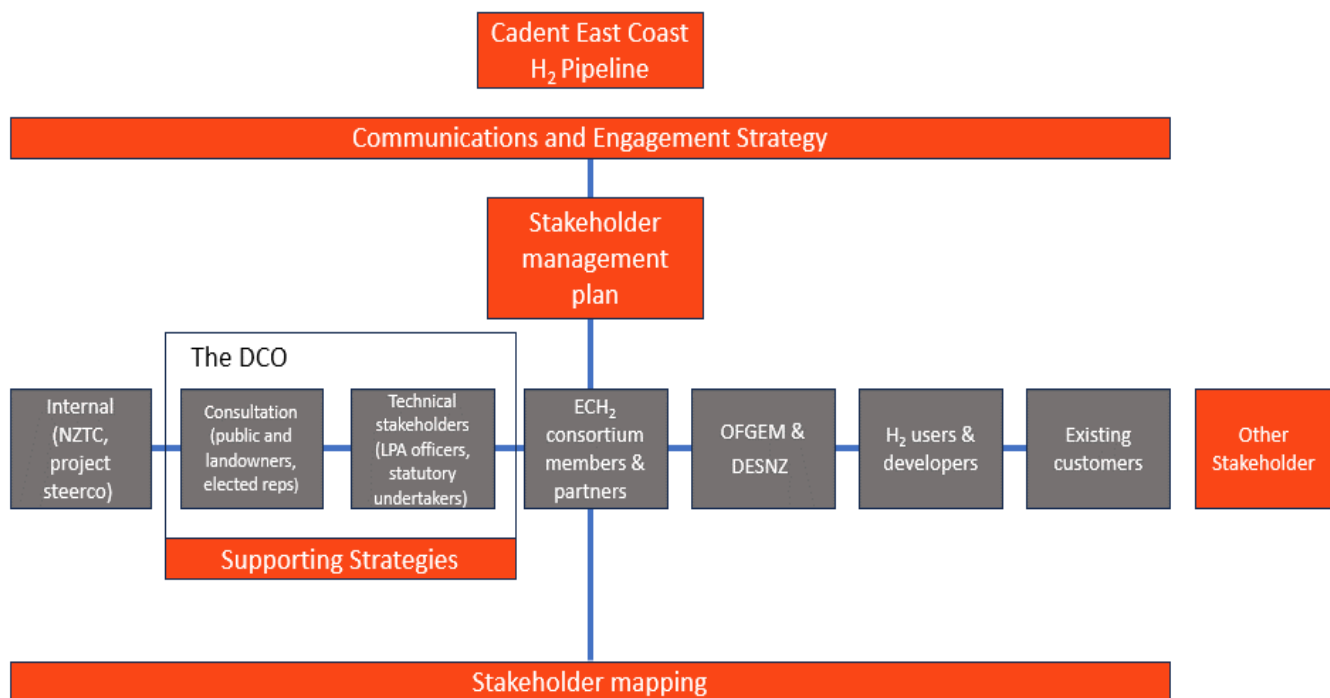 Cadent East Coast
H₂ Pipeline
Communications and Engagement Strategy
Stakeholder
management
plan
The DCO
Internal
(NZTC,
project
steerco)
Consultation
(public and
landowners,
elected reps)
Technical
stakeholders
(LPA officers,
statutory
undertakers)
ECH₂
consortium
members &
partners
OFGEM &
DESNZ
H₂ users &
developers
Existing
customers
Other
Stakeholder
Supporting Strategies
Stakeholder mapping